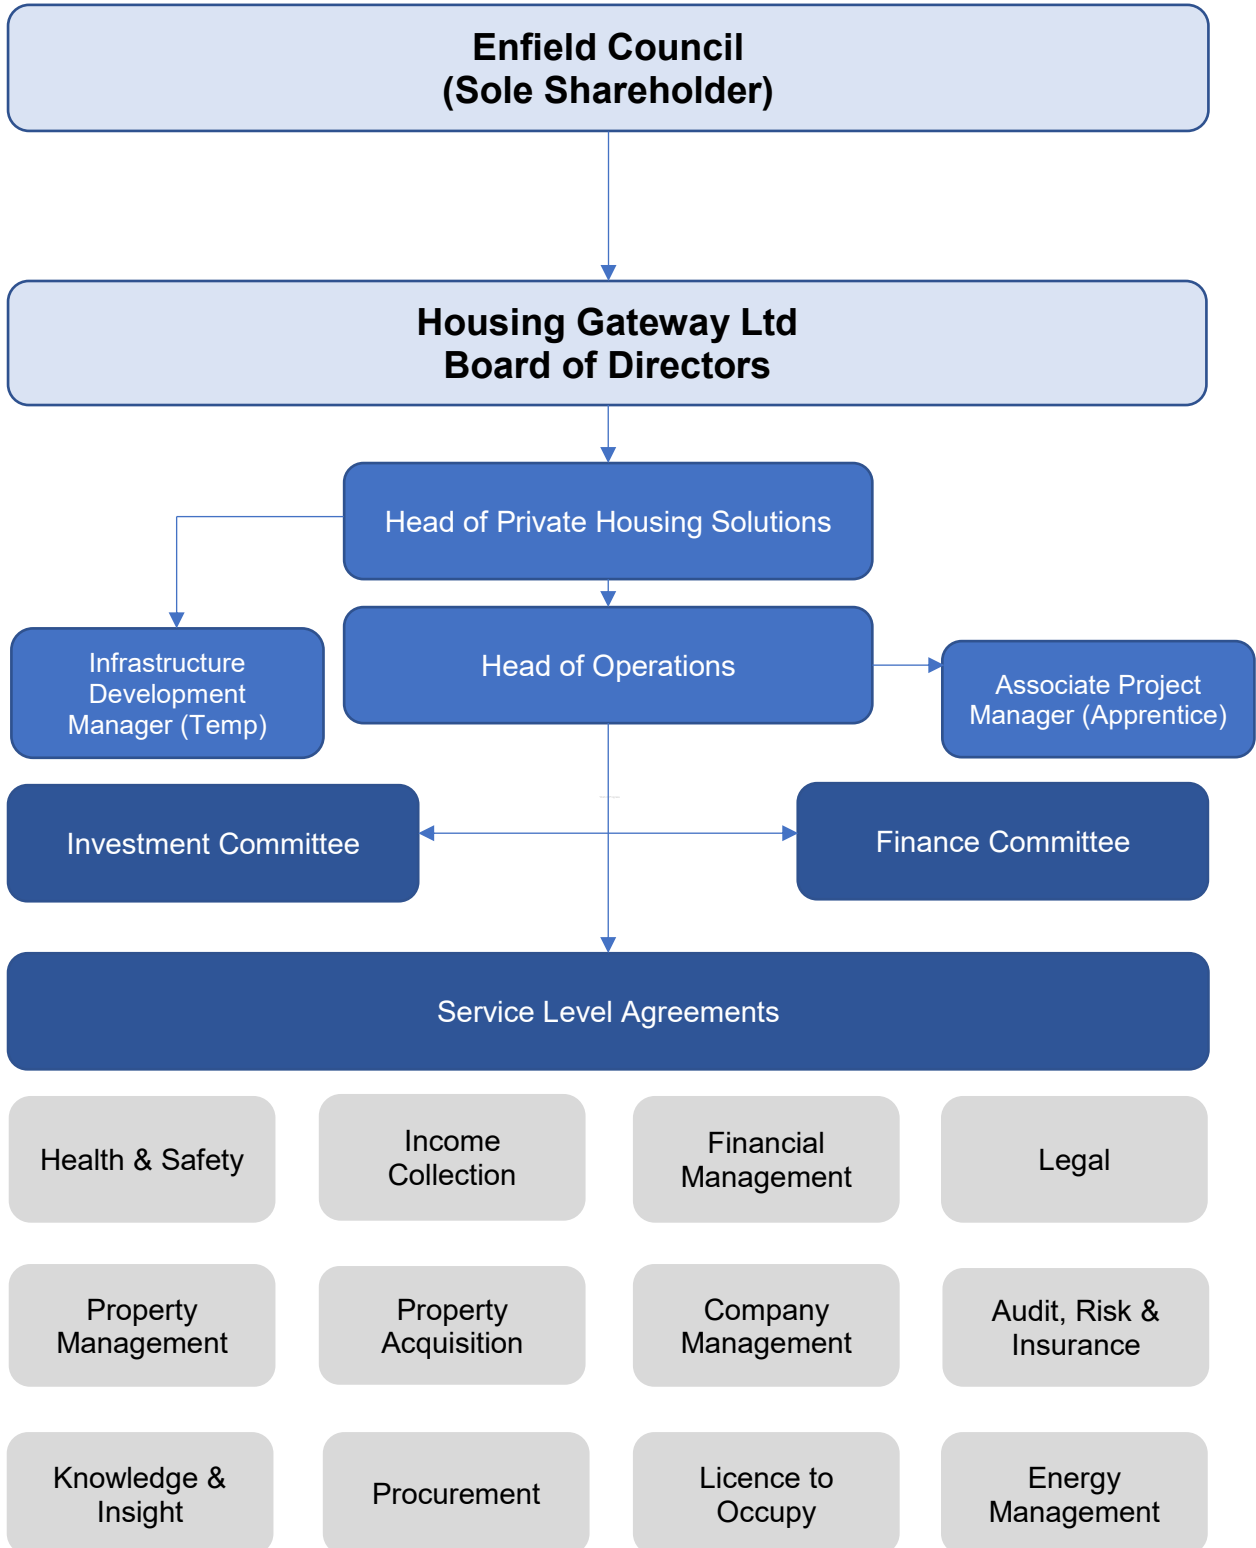 Enfield Council
(Sole Shareholder)
Housing Gateway Ltd
Board of Directors
Head of Private Housing Solutions
Infrastructure
Development
Manager (Temp)
Head of Operations
Associate Project
Manager (Apprentice)
Investment Committee
Finance Committee
Service Level Agreements
Health & Safety
Income
Collection
Financial
Management
Legal
Property
Management
Property
Acquisition
Company
Management
Audit, Risk &
Insurance
Knowledge &
Insight
Procurement
Licence to
Occupy
Energy
Management